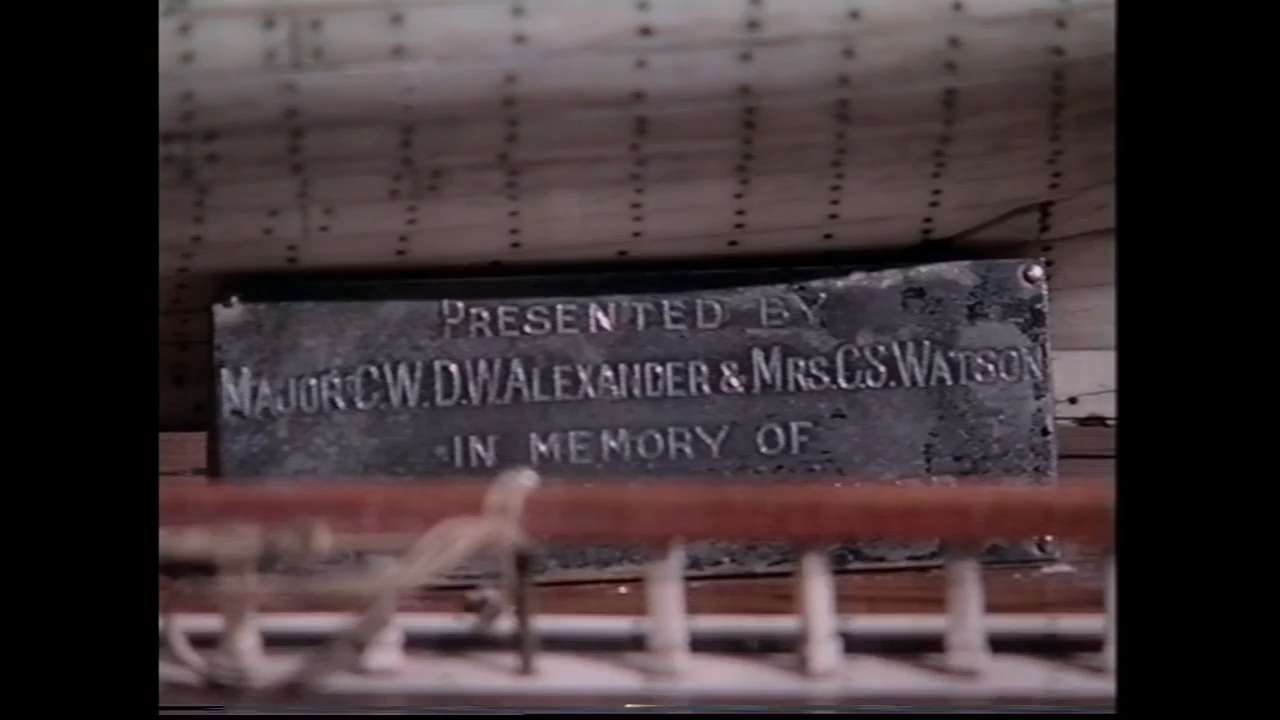 PRESENTED BY
MAJOR C.W.D.W.ALEXANDER & MRS.C.S.WATSON
IN MEMORY OF